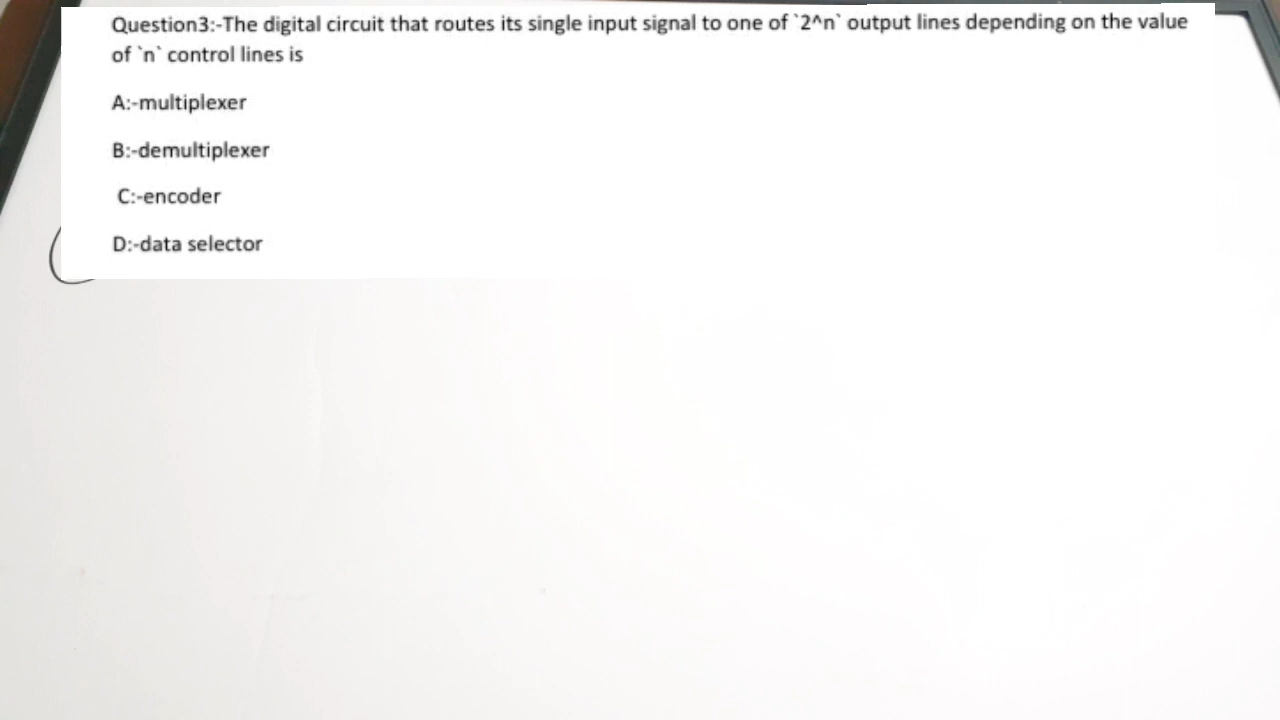 Question3:-The digital circuit that routes its single input signal to one of `2^n` output lines depending on the value
of `n` control lines is
A:-multiplexer
B:-demultiplexer
C:-encoder
D:-data selector